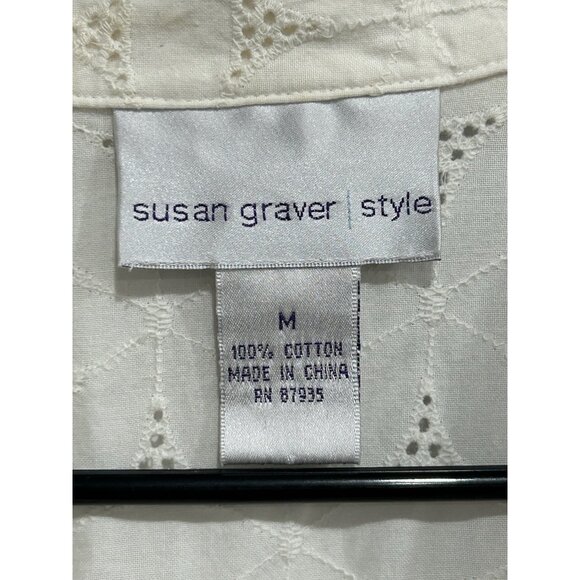 susan graver | style
M
100% COTTON
MADE IN CHINA
RN 87935